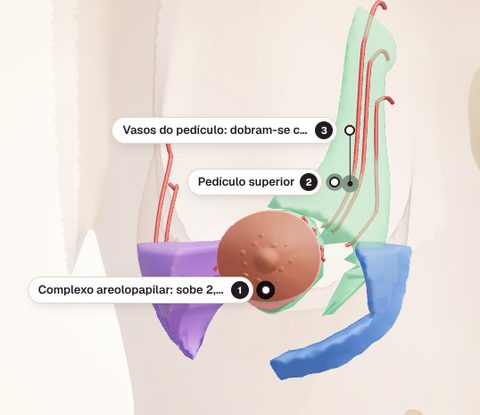 Vasos do pedículo: dobram-se c... 3
Pedículo superior 2
Complexo areolopapilar: sobe 2,... 1